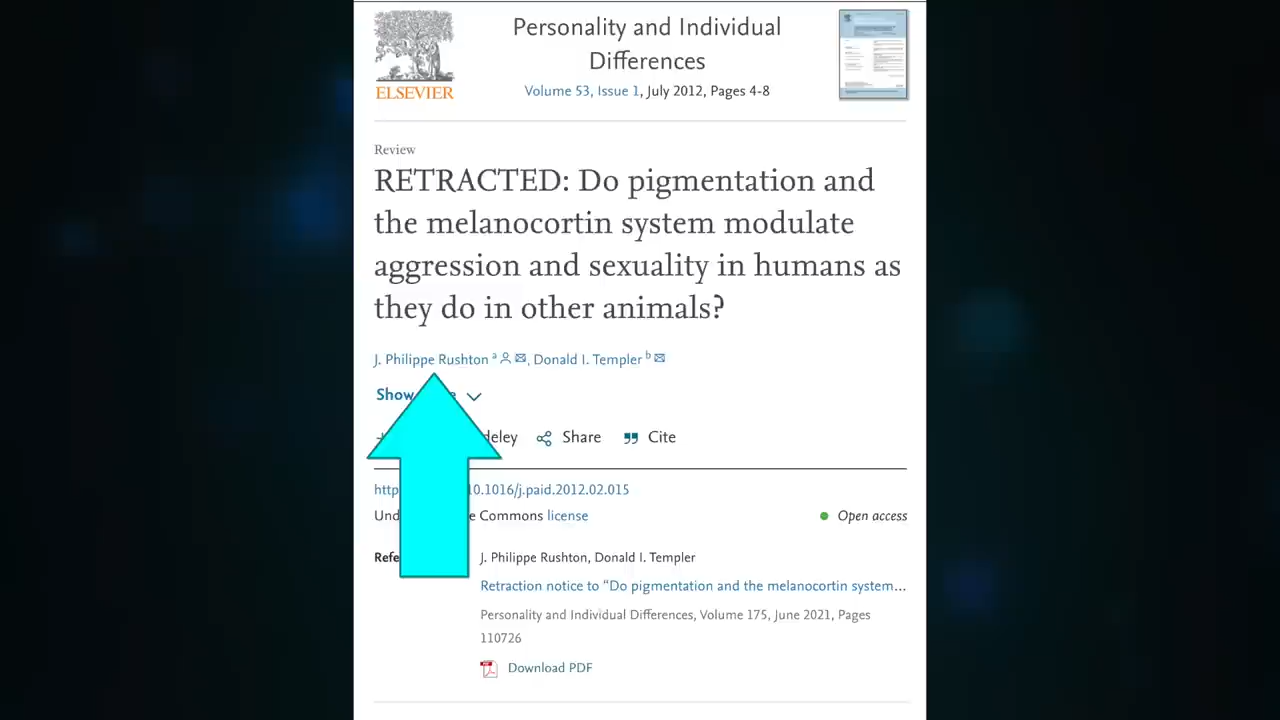 ELSEVIER
Personality and Individual
Differences
Volume 53, Issue 1, July 2012, Pages 4-8
Review
RETRACTED: Do pigmentation and
the melanocortin system modulate
aggression and sexuality in humans as
they do in other animals?
J. Philippe Rushton a, Donald I. Templer b
Show
Share
Cite
10.1016/j.paid.2012.02.015
Commons license
Open access
J. Philippe Rushton, Donald I. Templer
Retraction notice to “Do pigmentation and the melanocortin system...
Personality and Individual Differences, Volume 175, June 2021, Pages
110726
Download PDF